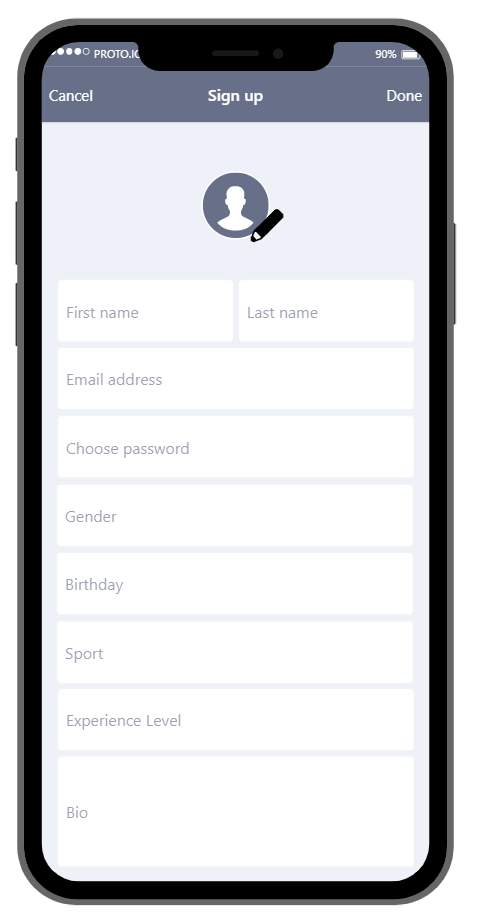 PROTO.IO 90%
Cancel Sign up Done
First name Last name
Email address
Choose password
Gender
Birthday
Sport
Experience Level
Bio